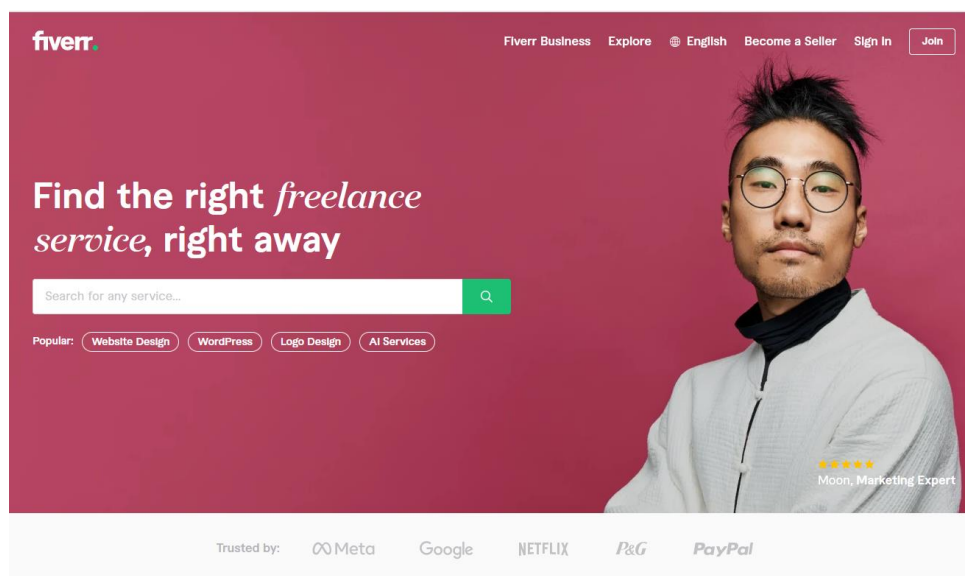 fiverr.
Fiverr Business Explore English Become a Seller Sign In Join
Find the right freelance
service, right away
Search for any service...
Popular: Website Design WordPress Logo Design AI Services
Moon, Marketing Expert
Trusted by: Meta Google NETFLIX P&G PayPal